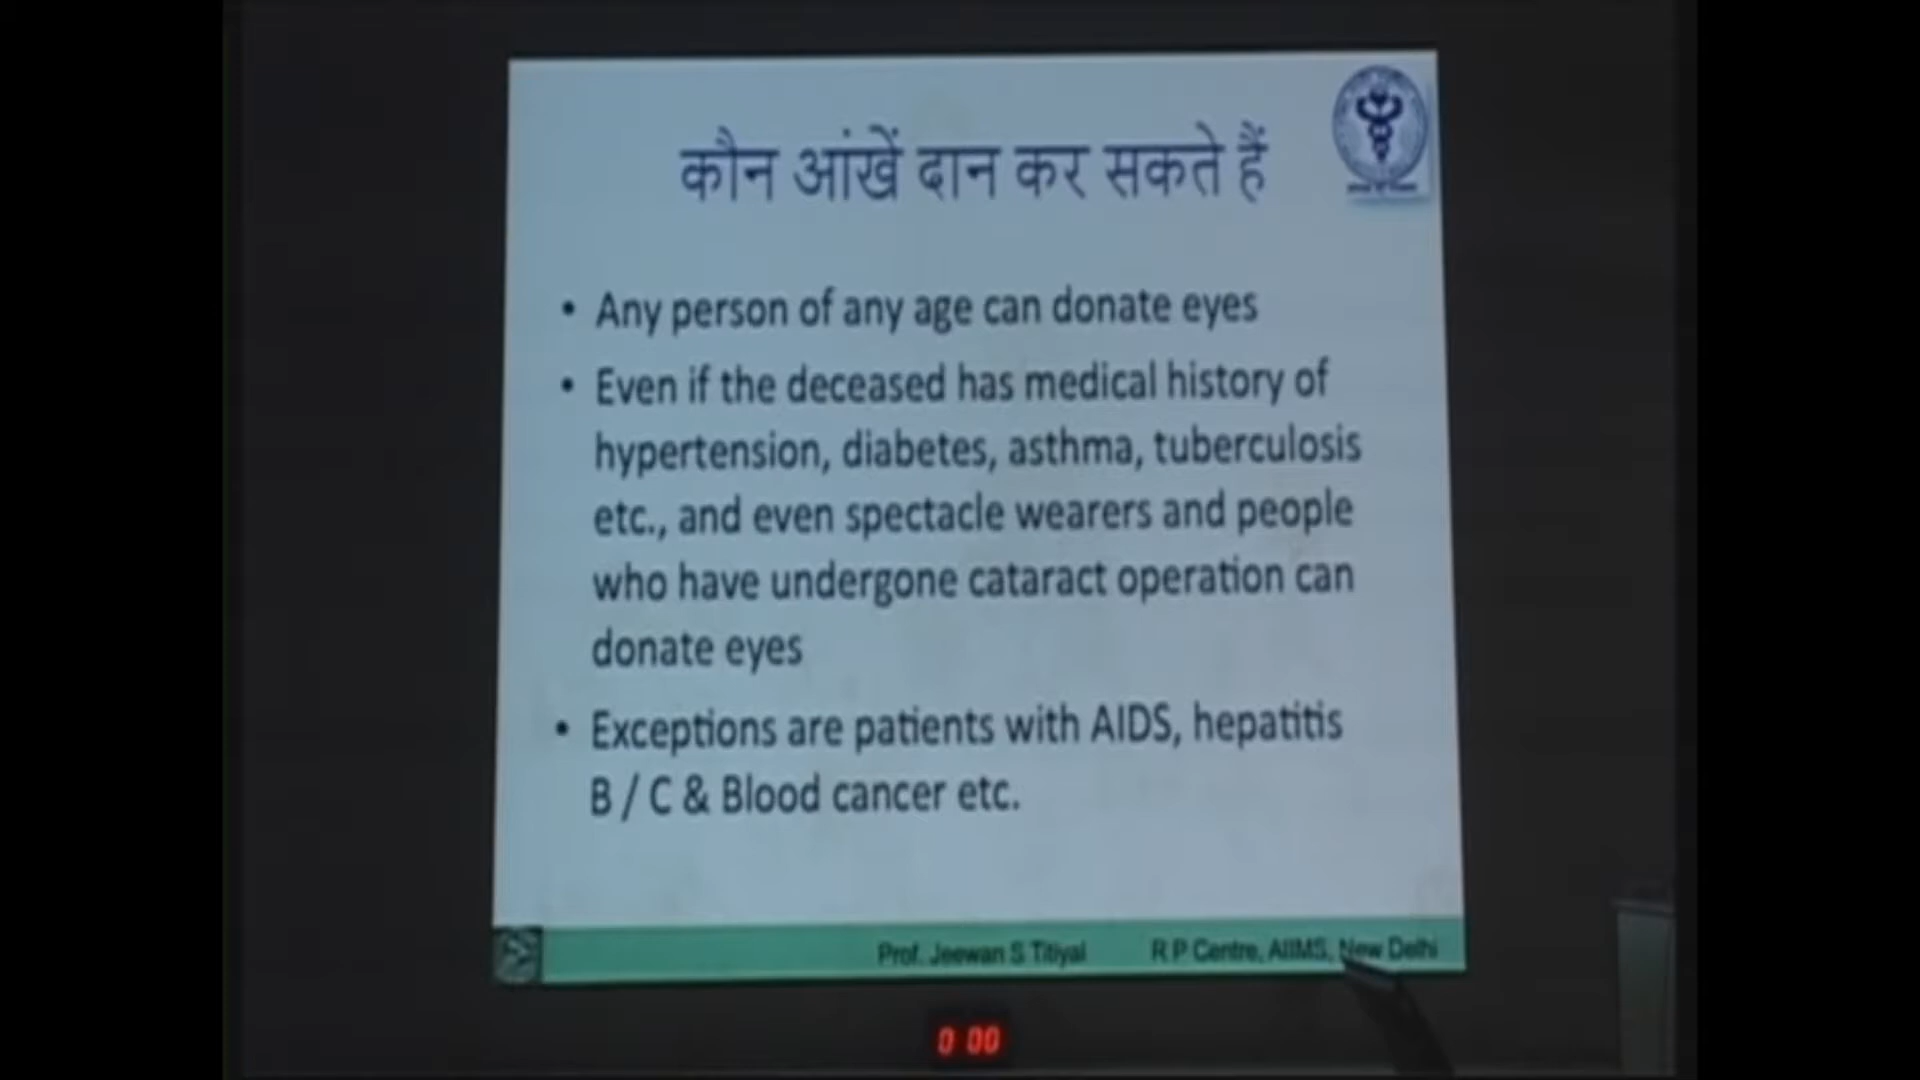 कौन आंखें दान कर सकते हैं
• Any person of any age can donate eyes
• Even if the deceased has medical history of
hypertension, diabetes, asthma, tuberculosis
etc., and even spectacle wearers and people
who have undergone cataract operation can
donate eyes
• Exceptions are patients with AIDS, hepatitis
B / C & Blood cancer etc.
Prof. Jeewan S Titiyal R P Centre, AIIMS, New Delhi
0 00